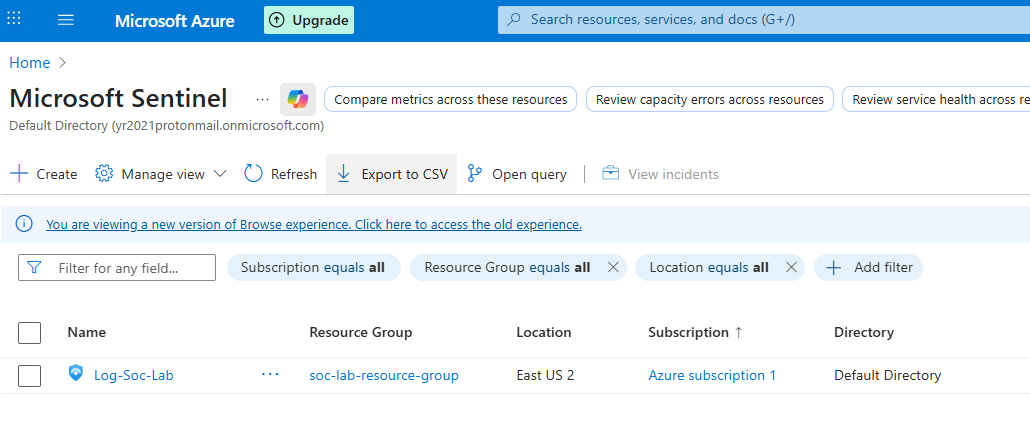 Microsoft Azure Upgrade Search resources, services, and docs (G+/)
Home
Microsoft Sentinel ... Compare metrics across these resources Review capacity errors across resources Review service health across re
Default Directory (yr2021protonmail.onmicrosoft.com)
Create Manage view Refresh Export to CSV Open query View incidents
You are viewing a new version of Browse experience. Click here to access the old experience.
Filter for any field... Subscription equals all Resource Group equals all Location equals all Add filter
Name Resource Group Location Subscription ↑ Directory
Log-Soc-Lab ... soc-lab-resource-group East US 2 Azure subscription 1 Default Directory